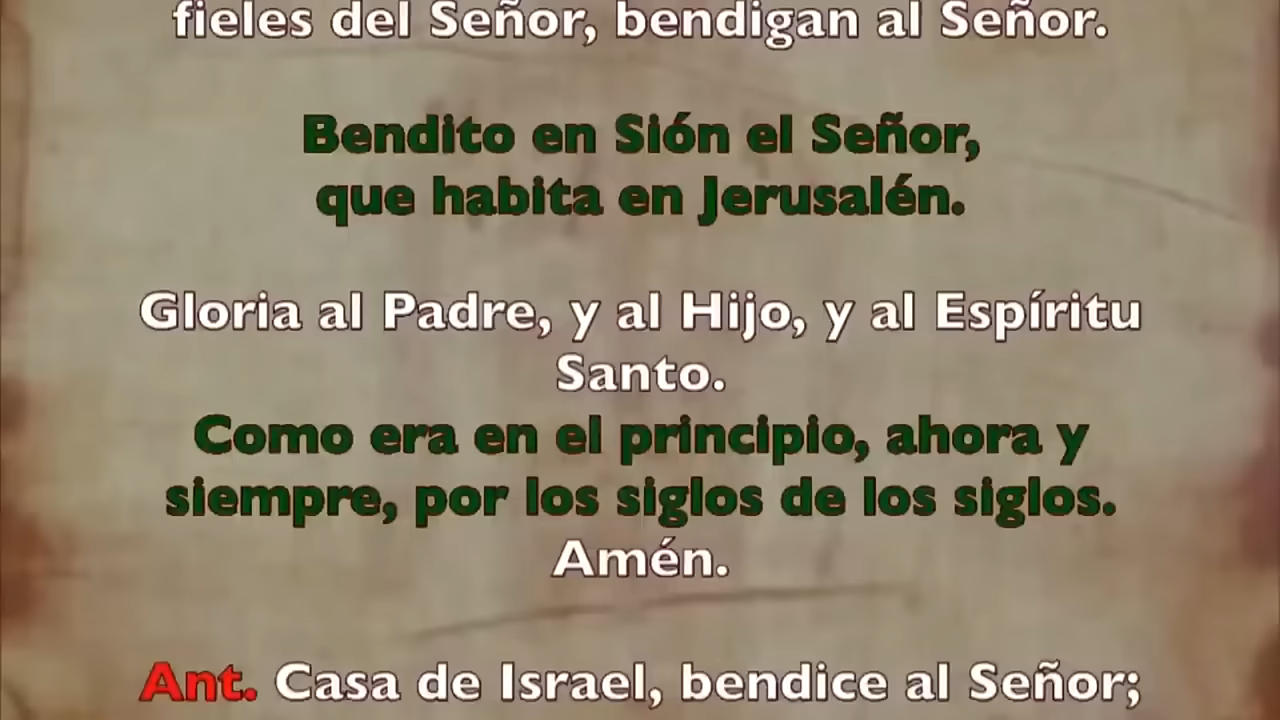 fieles del Señor, bendigan al Señor.
Bendito en Sión el Señor,
que habita en Jerusalén.
Gloria al Padre, y al Hijo, y al Espíritu
Santo.
Como era en el principio, ahora y
siempre, por los siglos de los siglos.
Amén.
Ant. Casa de Israel, bendice al Señor;